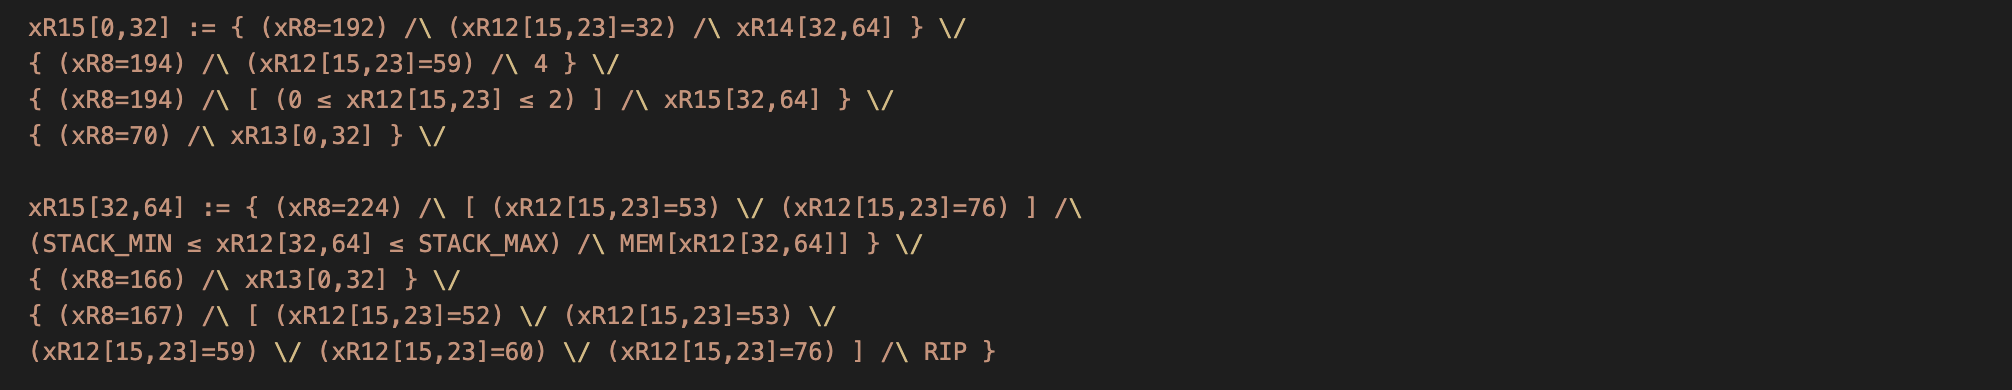 xR15[0,32] := { (xR8=192) /\ (xR12[15,23]=32) /\ xR14[32,64] } \/
{ (xR8=194) /\ (xR12[15,23]=59) /\ 4 } \/
{ (xR8=194) /\ [ (0 ≤ xR12[15,23] ≤ 2) ] /\ xR15[32,64] } \/
{ (xR8=70) /\ xR13[0,32] } \/
xR15[32,64] := { (xR8=224) /\ [ (xR12[15,23]=53) \/ (xR12[15,23]=76) ] /\
(STACK_MIN ≤ xR12[32,64] ≤ STACK_MAX) /\ MEM[xR12[32,64]] } \/
{ (xR8=166) /\ xR13[0,32] } \/
{ (xR8=167) /\ [ (xR12[15,23]=52) \/ (xR12[15,23]=53) \/
(xR12[15,23]=59) \/ (xR12[15,23]=60) \/ (xR12[15,23]=76) ] /\ RIP }